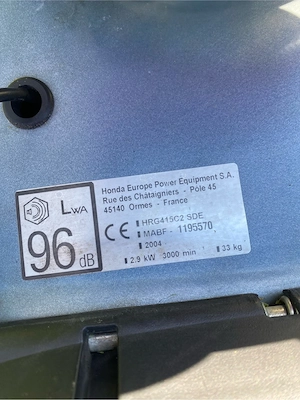 Honda Europe Power Equipment S.A.
Rue des Châtaigniers - Pôle 45
45140 Ormes - France
LWA
96 dB
CE HRG415C2 SDE
MABF - 1195570
2004
2.9 kW 3000 min 33 kg